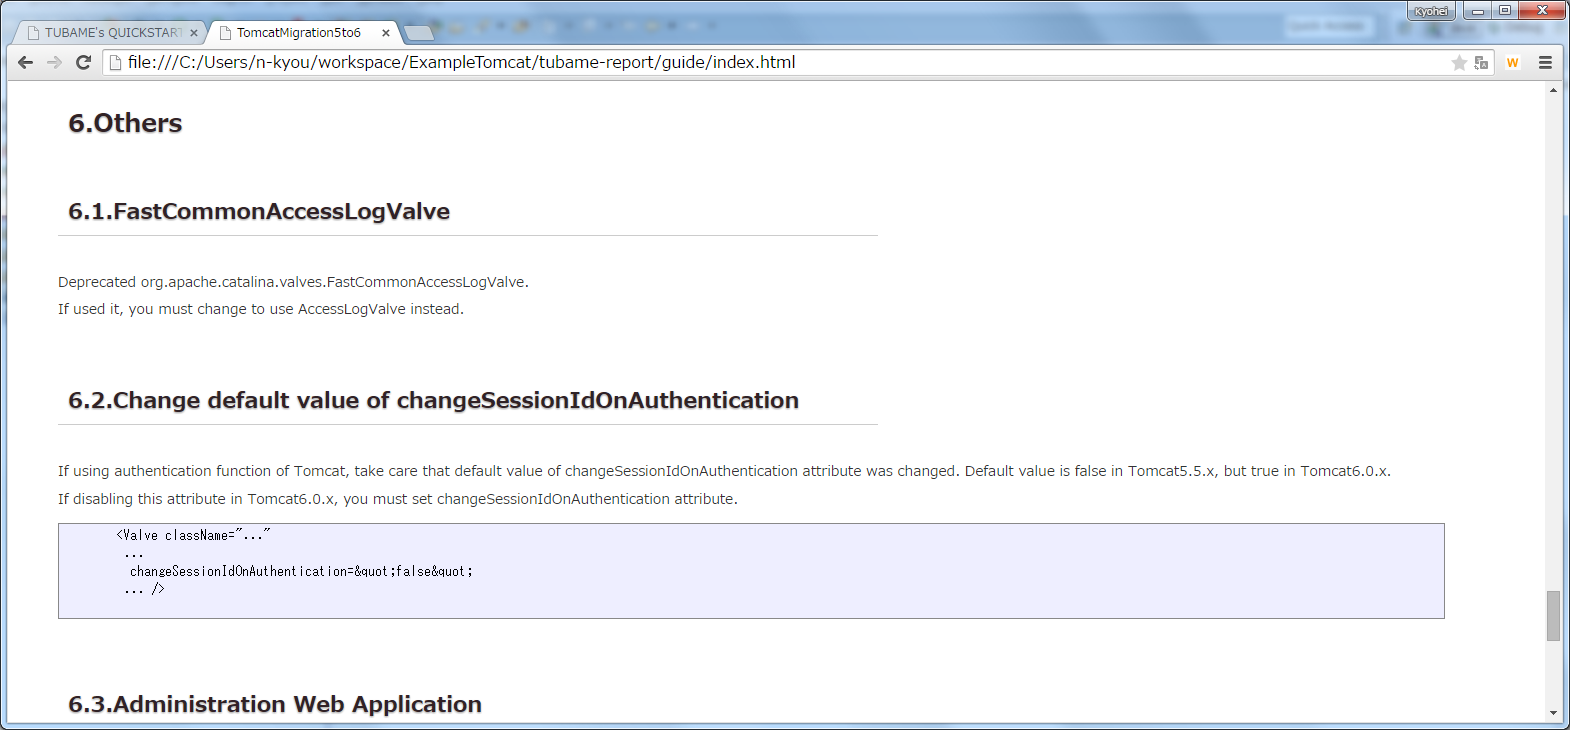 Kyohei
TUBAME's QUICKSTART
TomcatMigration5to6
file:///C:/Users/n-kyou/workspace/ExampleTomcat/tubame-report/guide/index.html
W
6.Others
6.1.FastCommonAccessLogValve
Deprecated org.apache.catalina.valves.FastCommonAccessLogValve.
If used it, you must change to use AccessLogValve instead.
6.2.Change default value of changeSessionIdOnAuthentication
If using authentication function of Tomcat, take care that default value of changeSessionIdOnAuthentication attribute was changed. Default value is false in Tomcat5.5.x, but true in Tomcat6.0.x.
If disabling this attribute in Tomcat6.0.x, you must set changeSessionIdOnAuthentication attribute.
<Valve className="..."
...
changeSessionIdOnAuthentication=&quot;false&quot;
... />
6.3.Administration Web Application